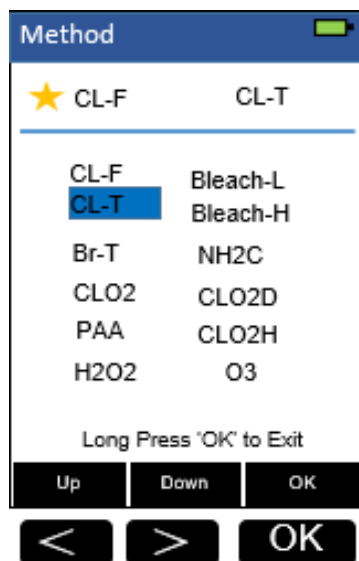 Method
CL-F CL-T
CL-F Bleach-L
CL-T Bleach-H
Br-T NH2C
CLO2 CLO2D
PAA CLO2H
H2O2 O3
Long Press "OK" to Exit
Up Down OK
< > OK